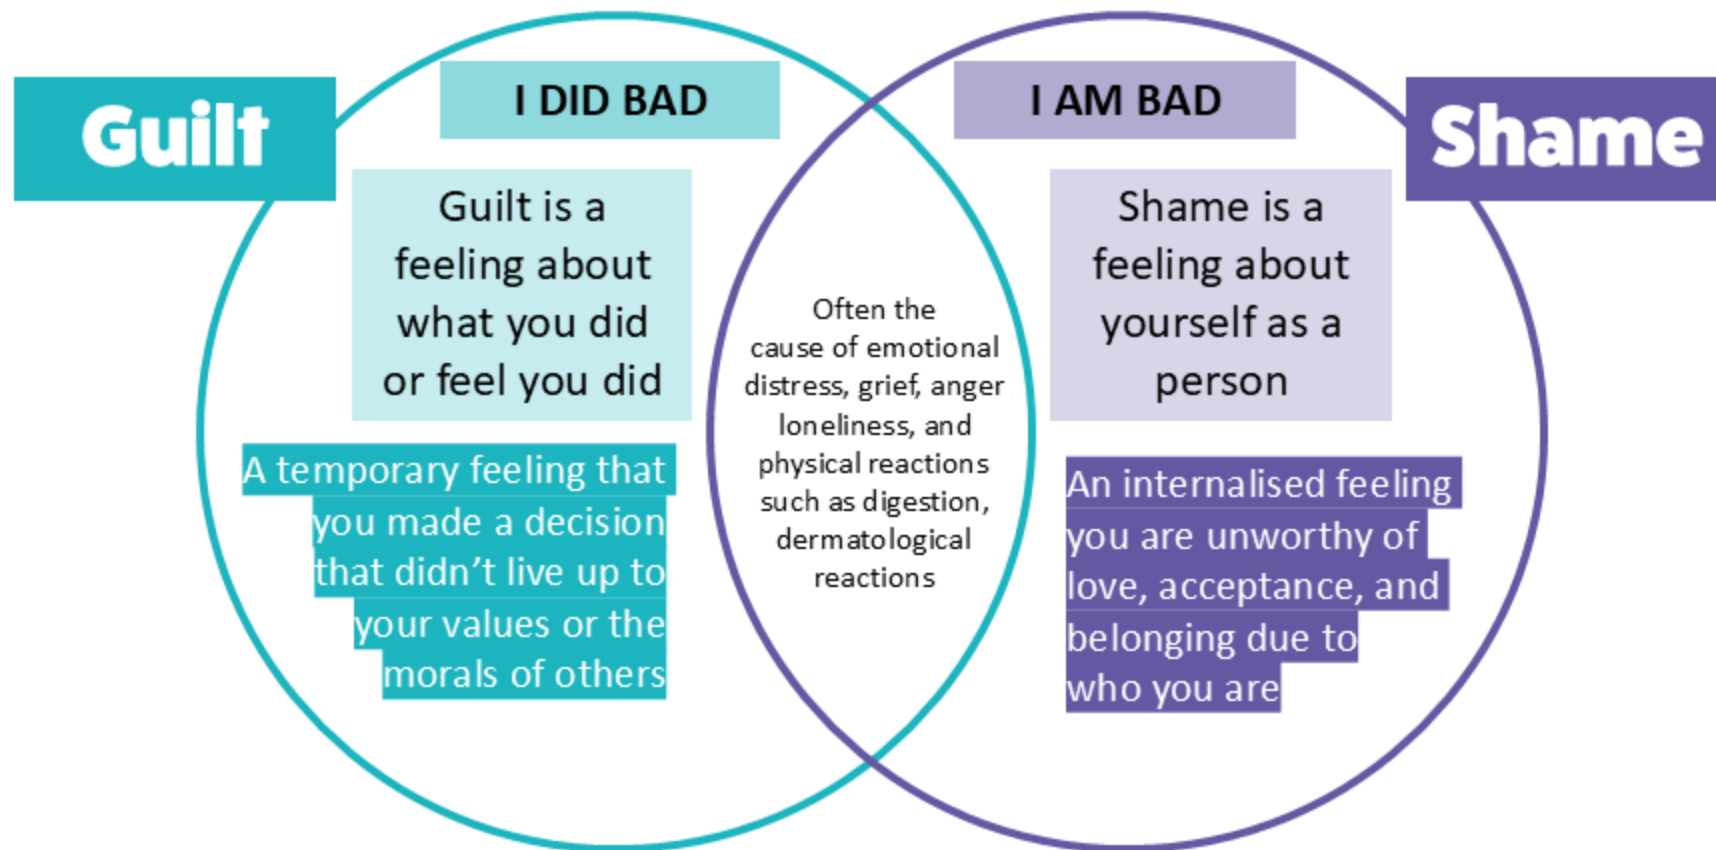 Guilt
I DID BAD
Guilt is a
feeling about
what you did
or feel you did
A temporary feeling that
you made a decision
that didn’t live up to
your values or the
morals of others
Often the
cause of emotional
distress, grief, anger
loneliness, and
physical reactions
such as digestion,
dermatological
reactions
Shame
I AM BAD
Shame is a
feeling about
yourself as a
person
An internalised feeling
you are unworthy of
love, acceptance, and
belonging due to
who you are